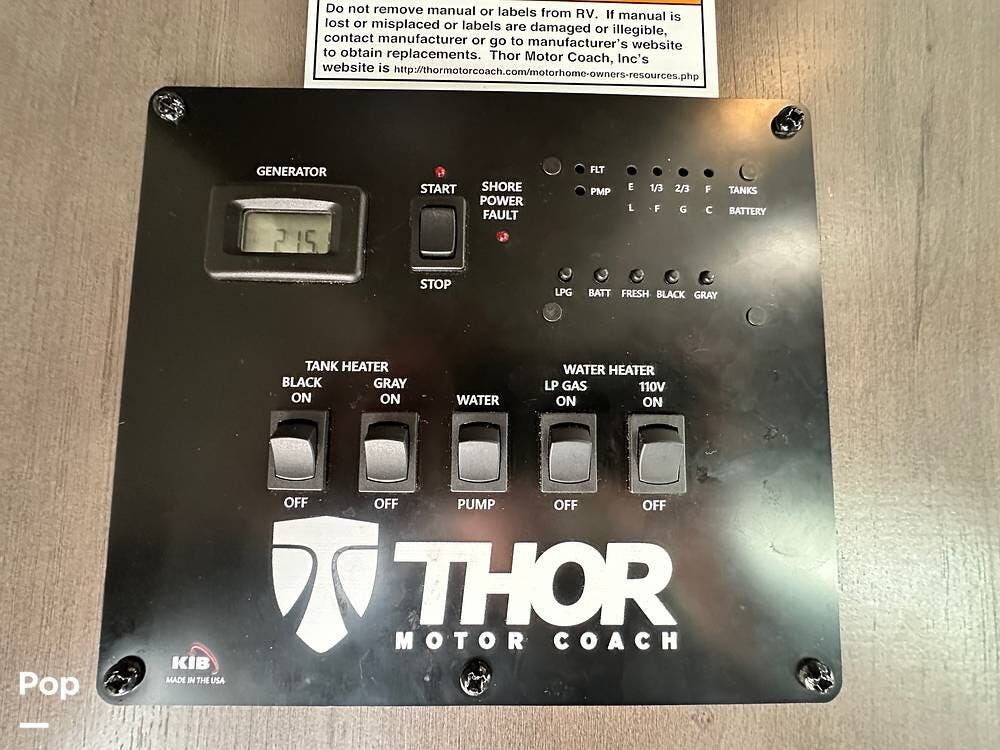 Do not remove manual or labels from RV. If manual is
lost or misplaced or labels are damaged or illegible,
contact manufacturer or go to manufacturer's website
to obtain replacements. Thor Motor Coach, Inc's
website is http://thormotorcoach.com/motorhome-owners-resources.php
GENERATOR
215
START
STOP
SHORE
POWER
FAULT
FLT
PMP
E 1/3 2/3 F TANKS
L F G C BATTERY
LPG BATT FRESH BLACK GRAY
TANK HEATER
BLACK
ON
GRAY
ON
WATER
WATER HEATER
LP GAS
ON
110V
ON
OFF
OFF
PUMP
OFF
OFF
THOR
MOTOR COACH
KIB
MADE IN THE USA
Pop